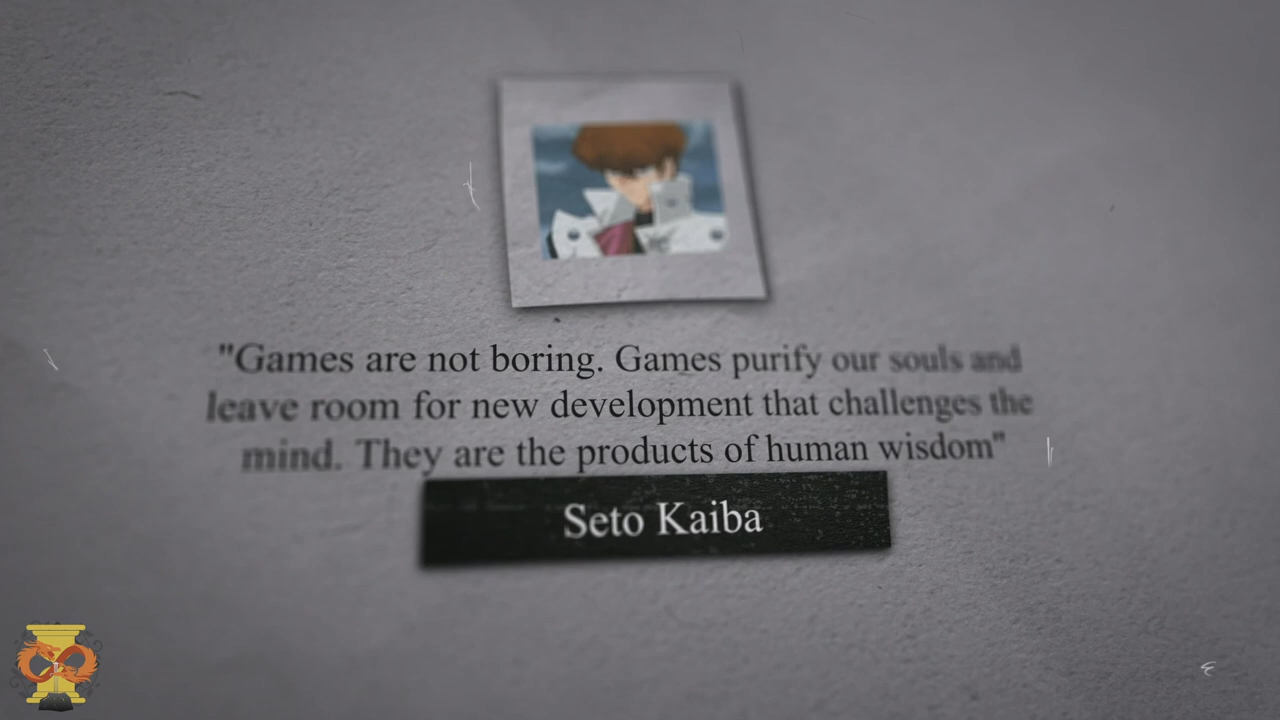 "Games are not boring. Games purify our souls and
leave room for new development that challenges the
mind. They are the products of human wisdom"
Seto Kaiba